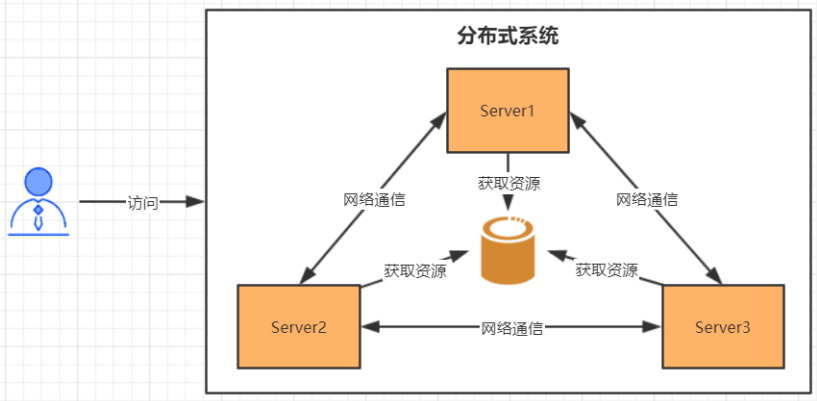 分布式系统
Server1
获取资源
网络通信
网络通信
访问
获取资源
获取资源
Server2
网络通信
Server3